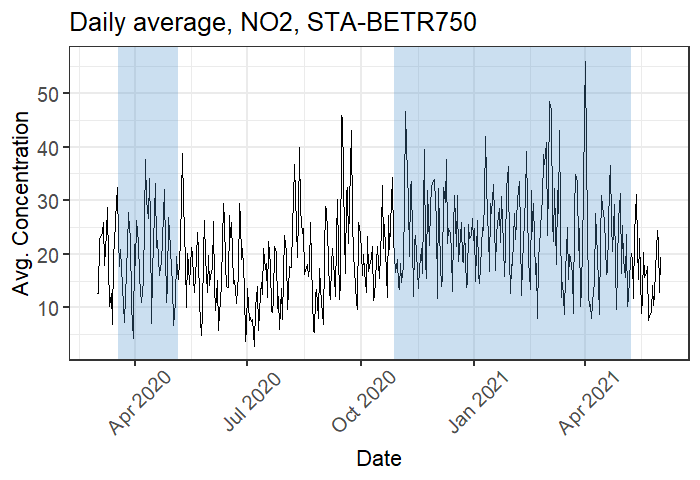 Daily average, NO2, STA-BETR750
Avg. Concentration
50
40
30
20
10
Apr 2020
Jul 2020
Oct 2020
Jan 2021
Apr 2021
Date